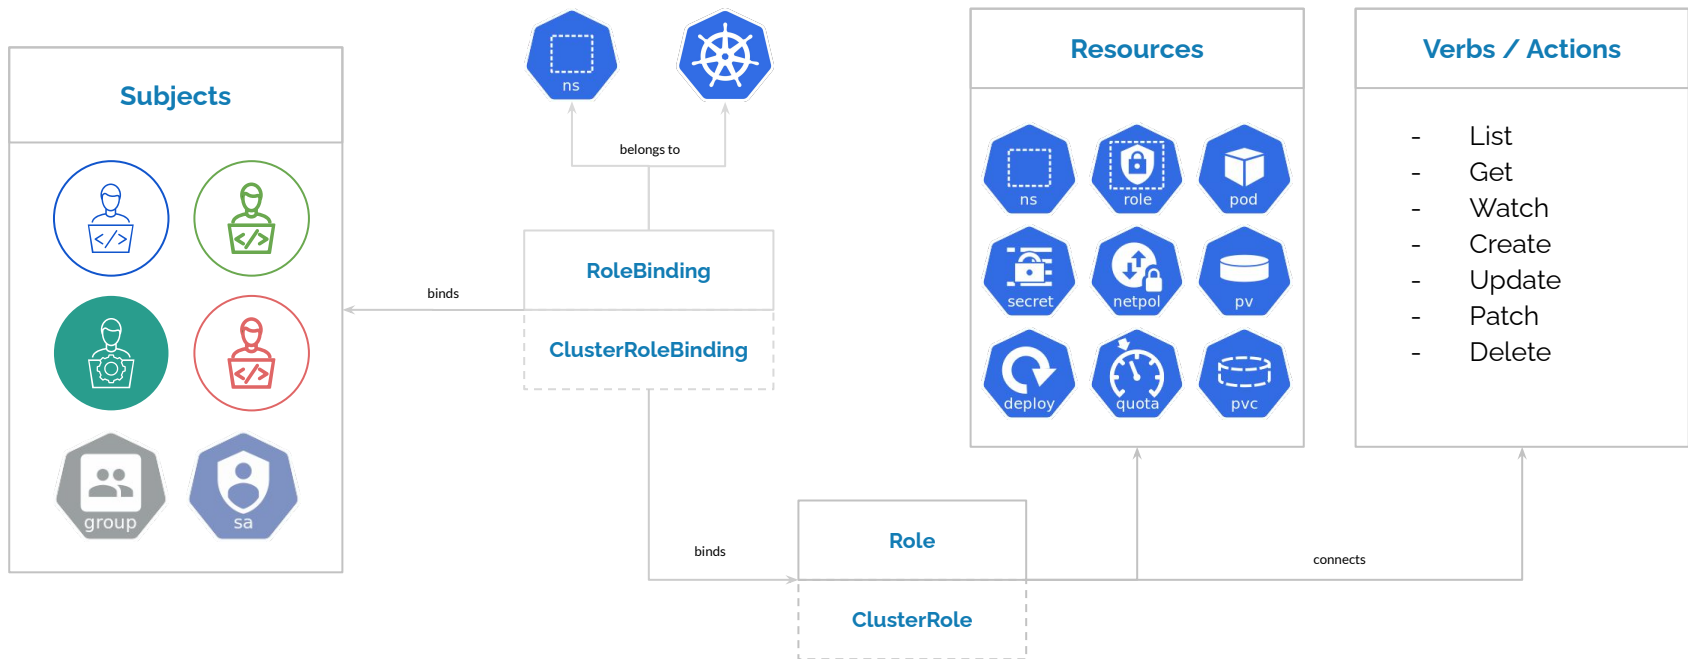 Subjects
group
sa
ns
belongs to
RoleBinding
ClusterRoleBinding
binds
binds
Role
ClusterRole
connects
Resources
ns
role
pod
secret
netpol
pv
deploy
quota
pvc
Verbs / Actions
- List
- Get
- Watch
- Create
- Update
- Patch
- Delete